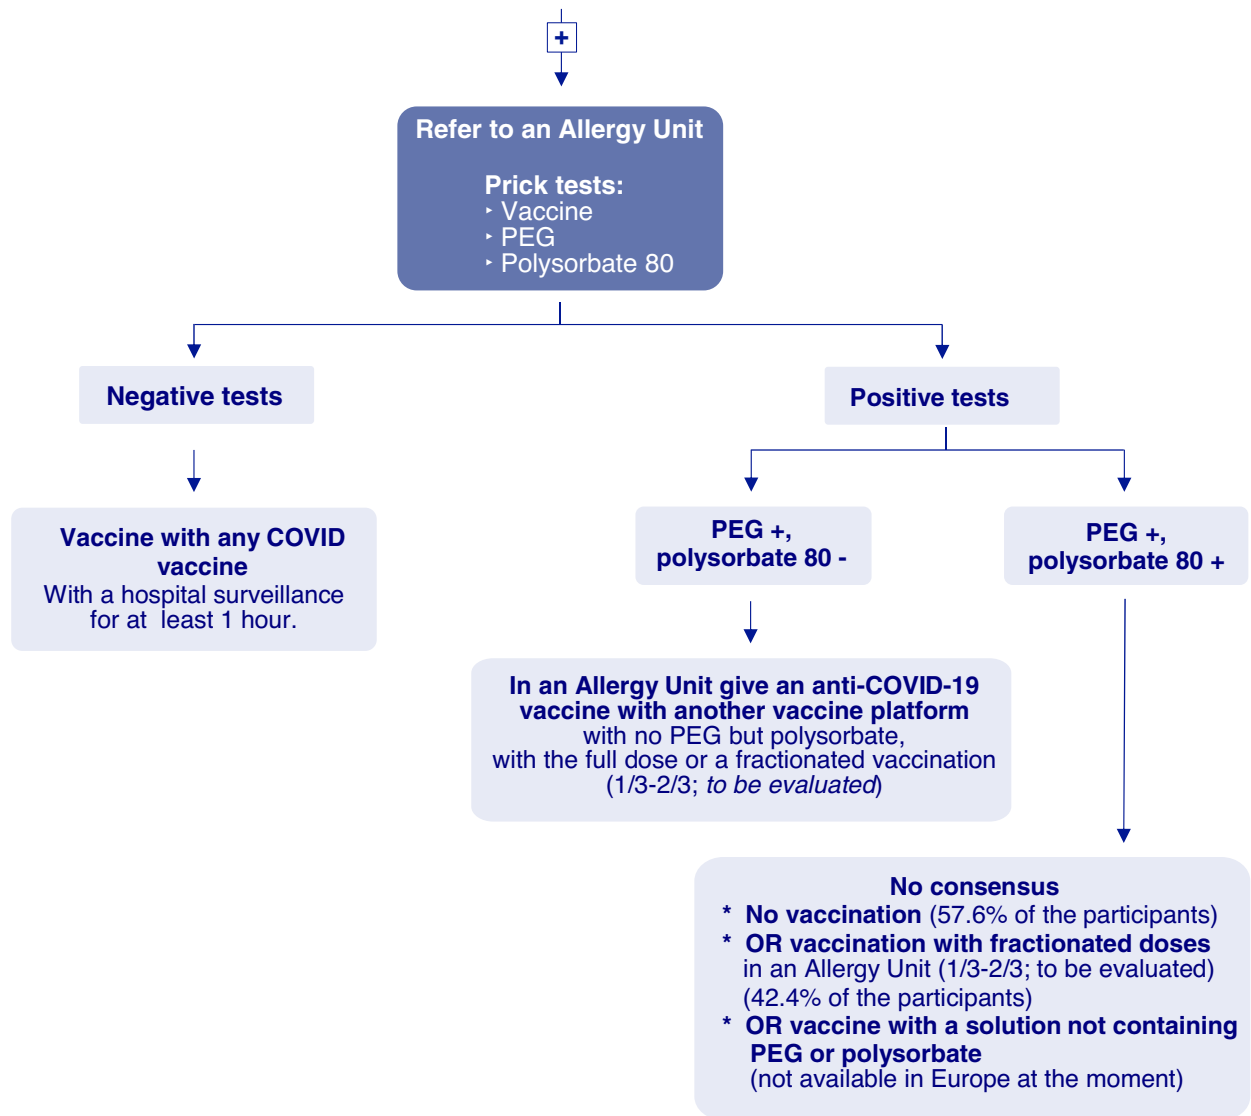 +
Refer to an Allergy Unit
Prick tests:
‣ Vaccine
‣ PEG
‣ Polysorbate 80
Negative tests
Positive tests
Vaccine with any COVID
vaccine
With a hospital surveillance
for at least 1 hour.
PEG +,
polysorbate 80 -
PEG +,
polysorbate 80 +
In an Allergy Unit give an anti-COVID-19
vaccine with another vaccine platform
with no PEG but polysorbate,
with the full dose or a fractionated vaccination
(1/3-2/3; to be evaluated)
No consensus
* No vaccination (57.6% of the participants)
* OR vaccination with fractionated doses
in an Allergy Unit (1/3-2/3; to be evaluated)
(42.4% of the participants)
* OR vaccine with a solution not containing
PEG or polysorbate
(not available in Europe at the moment)